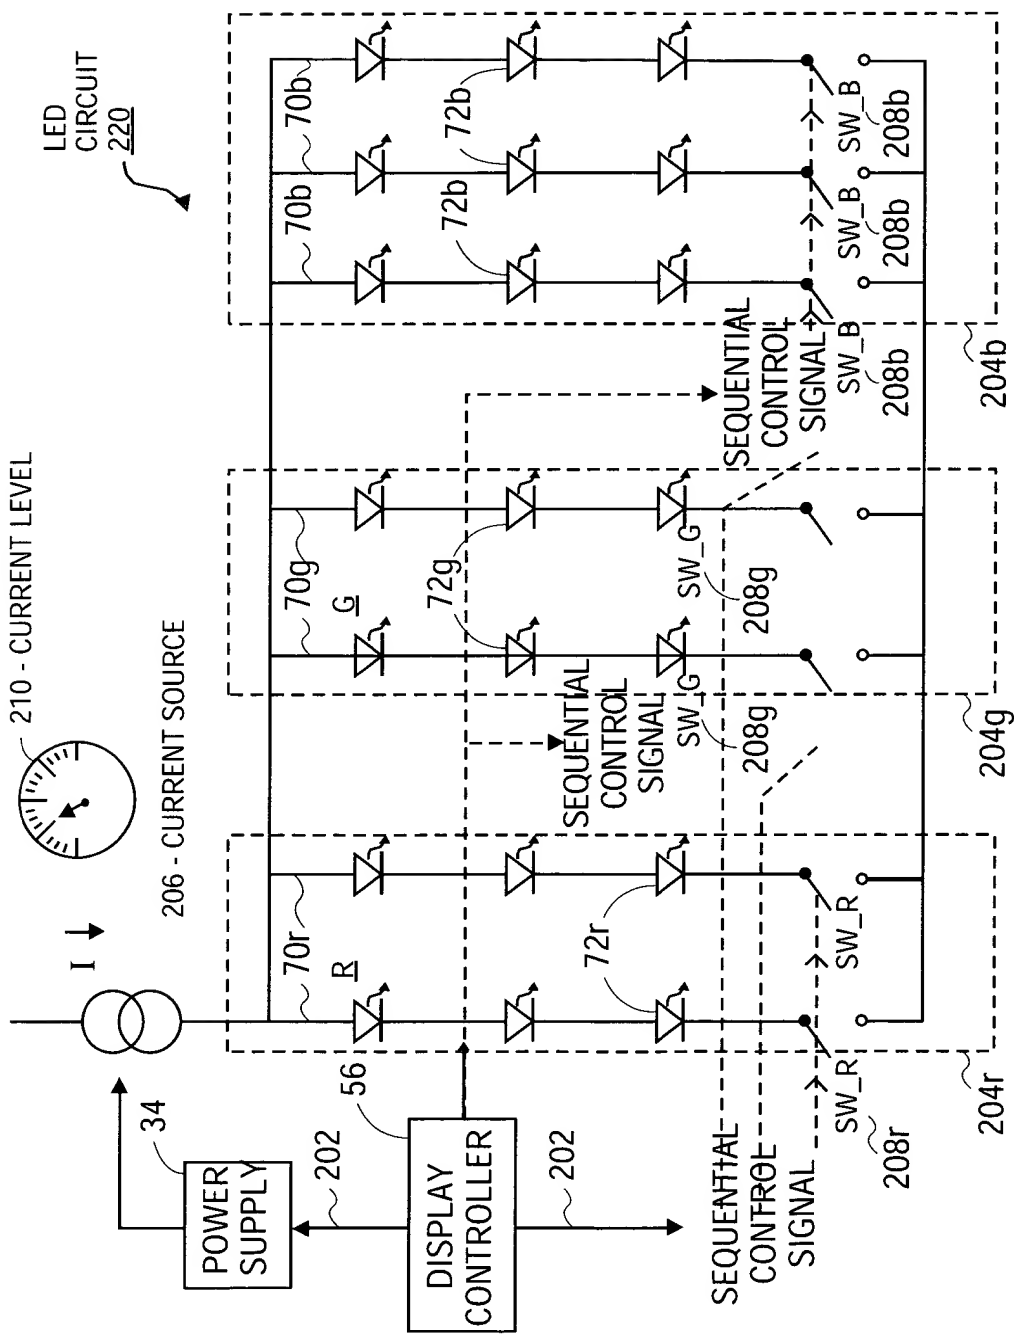 LED
CIRCUIT
220
210 - CURRENT LEVEL
206 - CURRENT SOURCE
I
34
POWER
SUPPLY
202
56
DISPLAY
CONTROLLER
202
70r
R
72r
SW_R
SW_R
208r
204r
SEQUENTIAL
CONTROL
SIGNAL
70g
G
72g
SW_G
208g
SW_G
208g
204g
SEQUENTIAL
CONTROL
SIGNAL
70b
70b
70b
72b
72b
SW_B
208b
SW_B
208b
SW_B
208b
204b
SEQUENTIAL
CONTROL
SIGNAL